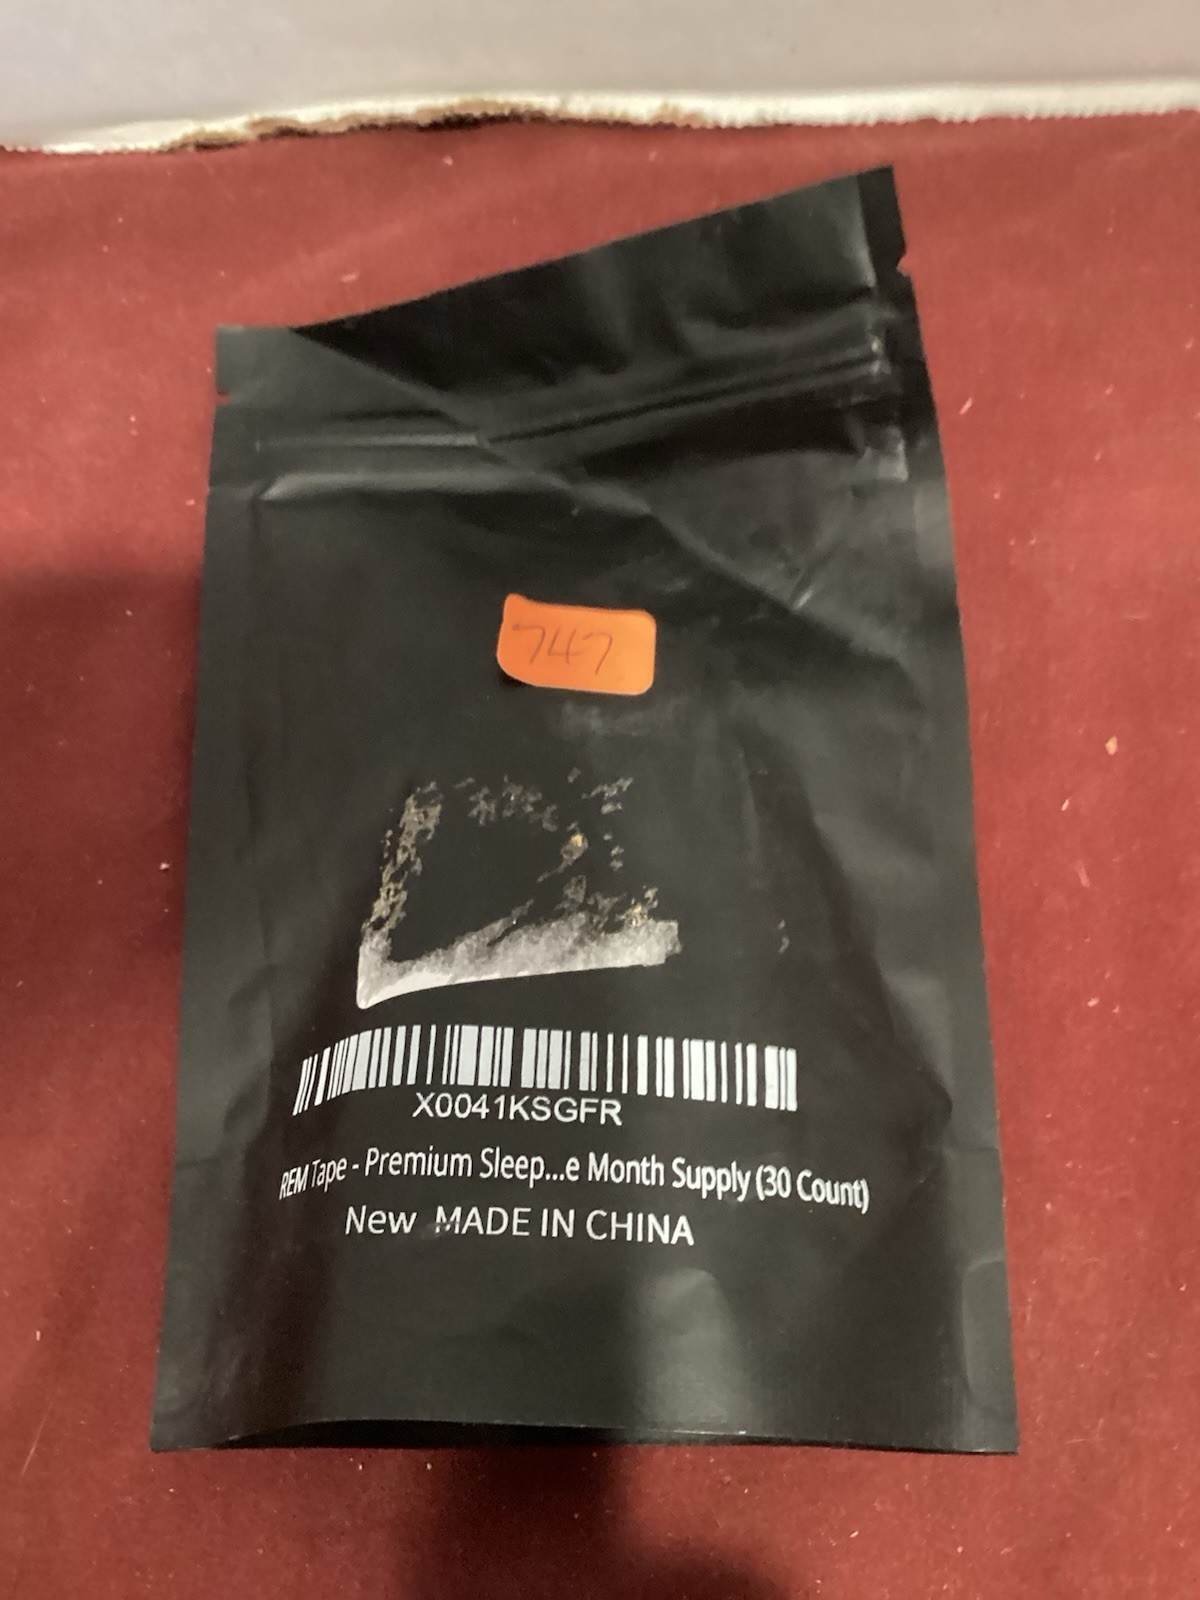 747
X0041KSGFR
REM Tape - Premium Sleep...e Month Supply (30 Count)
New MADE IN CHINA